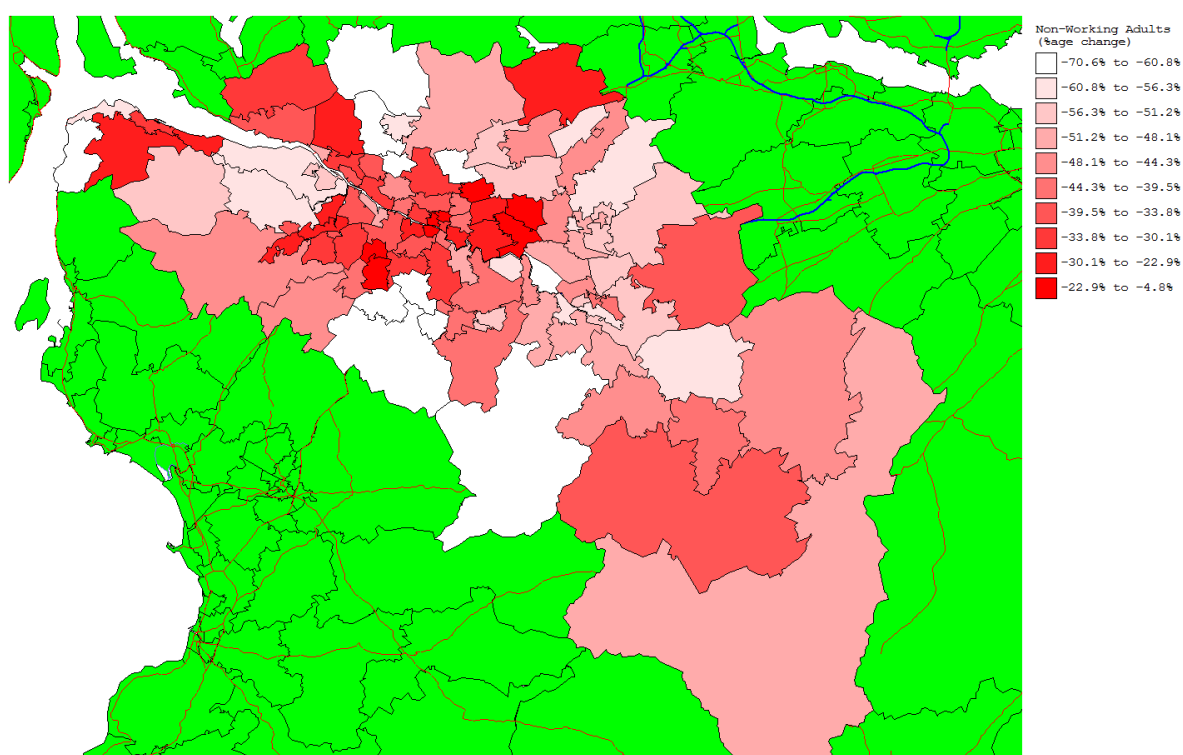 Non-Working Adults
(%age change)
-70.6% to -60.8%
-60.8% to -56.3%
-56.3% to -51.2%
-51.2% to -48.1%
-48.1% to -44.3%
-44.3% to -39.5%
-39.5% to -33.8%
-33.8% to -30.1%
-30.1% to -22.9%
-22.9% to -4.8%